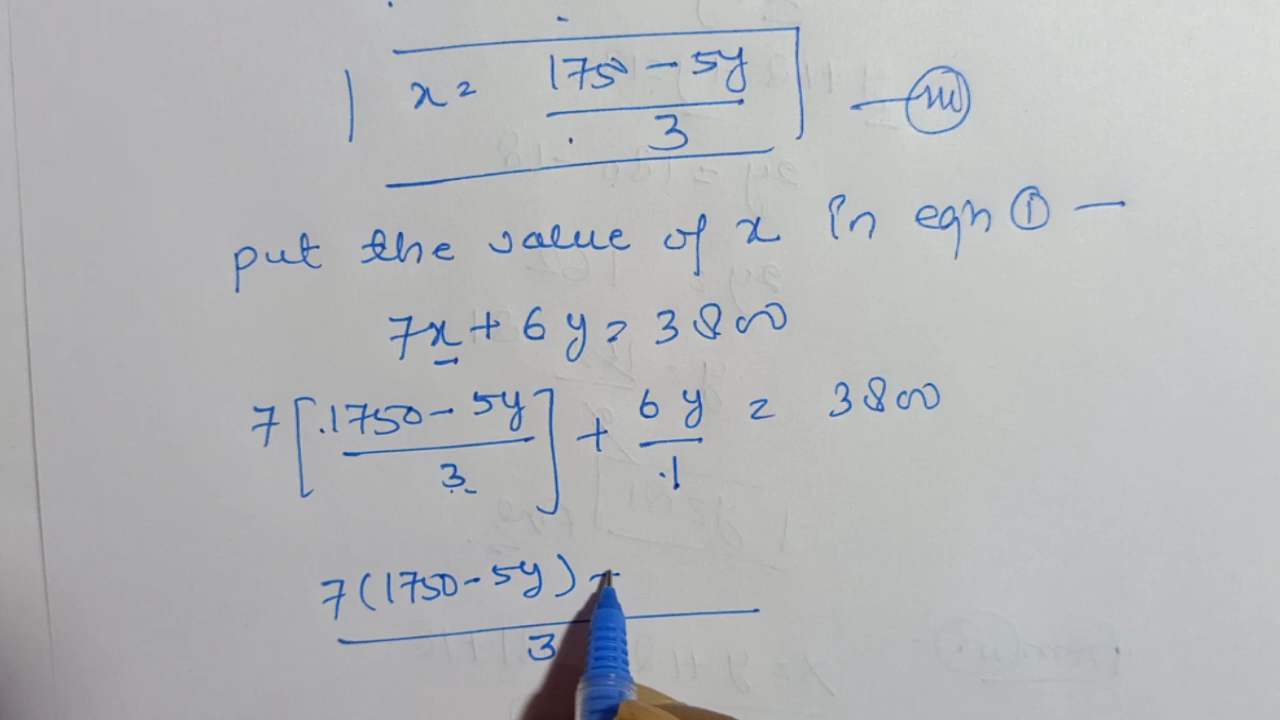 x = 1750 - 5y / 3 — (III)
put the value of x in eqn (1) —
7x + 6y = 3800
7[1750 - 5y / 3] + 6y / 1 = 3800
7(1750 - 5y) + / 3